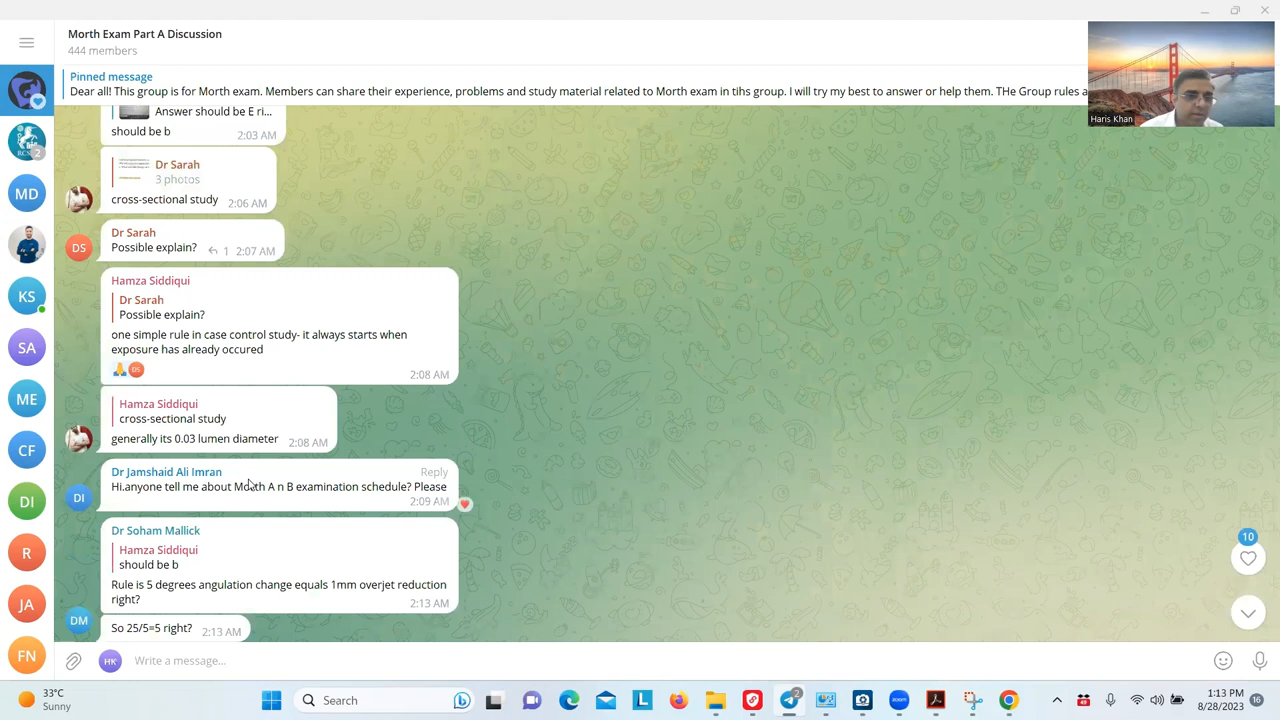 Morth Exam Part A Discussion
444 members
Pinned message
Dear all! This group is for Morth exam. Members can share their experience, problems and study material related to Morth exam in tihs group. I will try my best to answer or help them. THe Group rules a
Haris Khan
Answer should be E ri...
should be b
2:03 AM
Dr Sarah
3 photos
cross-sectional study
2:06 AM
Dr Sarah
Possible explain?
1 2:07 AM
Hamza Siddiqui
Dr Sarah
Possible explain?
one simple rule in case control study- it always starts when
exposure has already occured
DS
2:08 AM
Hamza Siddiqui
cross-sectional study
generally its 0.03 lumen diameter
2:08 AM
Dr Jamshaid Ali Imran
Reply
Hi.anyone tell me about Morth A n B examination schedule? Please
2:09 AM
Dr Soham Mallick
Hamza Siddiqui
should be b
Rule is 5 degrees angulation change equals 1mm overjet reduction
right?
2:13 AM
So 25/5=5 right?
2:13 AM
DS
DI
DM
10
2
MD
KS
SA
ME
CF
DI
R
JA
FN
HK
Write a message...
33°C
Sunny
Search
L
2
zoom
49
1:13 PM
8/28/2023
16